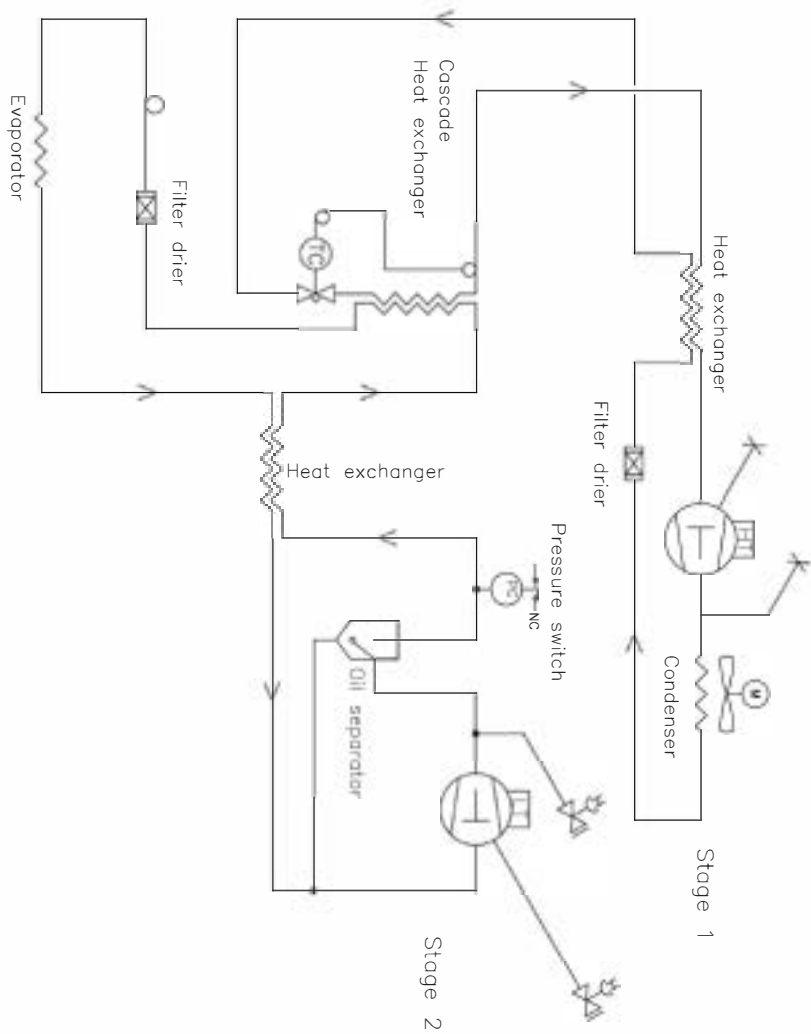 Stage 1
Condenser
M
Heat exchanger
Filter drier
Cascade
Heat exchanger
TC
Filter drier
Evaporator
Heat exchanger
Pressure switch
PC
NC
Oil separator
Stage 2